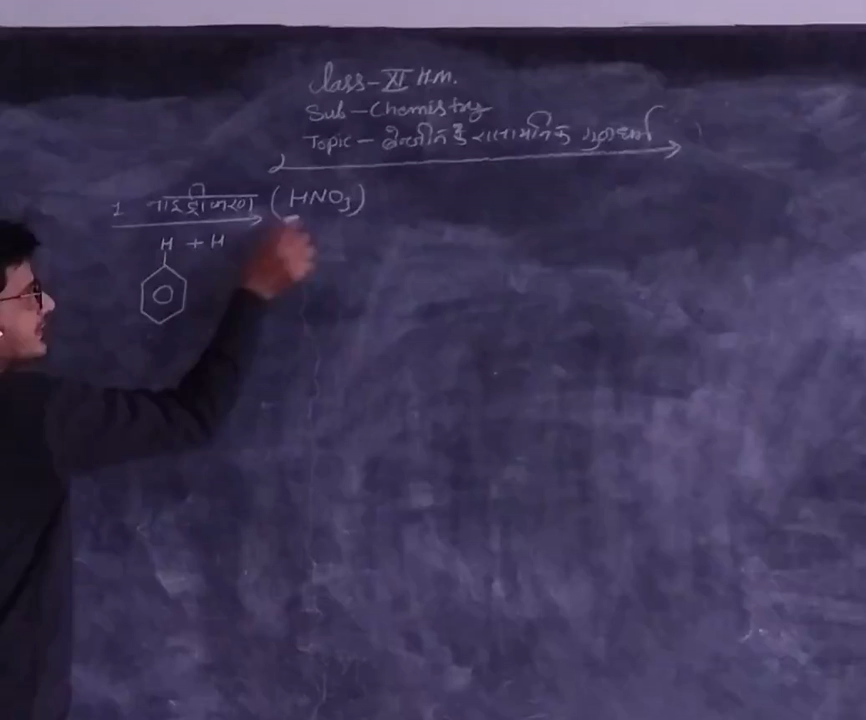 Class-XI H.M.
Sub-Chemistry
Topic - बेन्जीन के रासायनिक गुणधर्म
1 नाइट्रीकरण (HNO3)
H + H